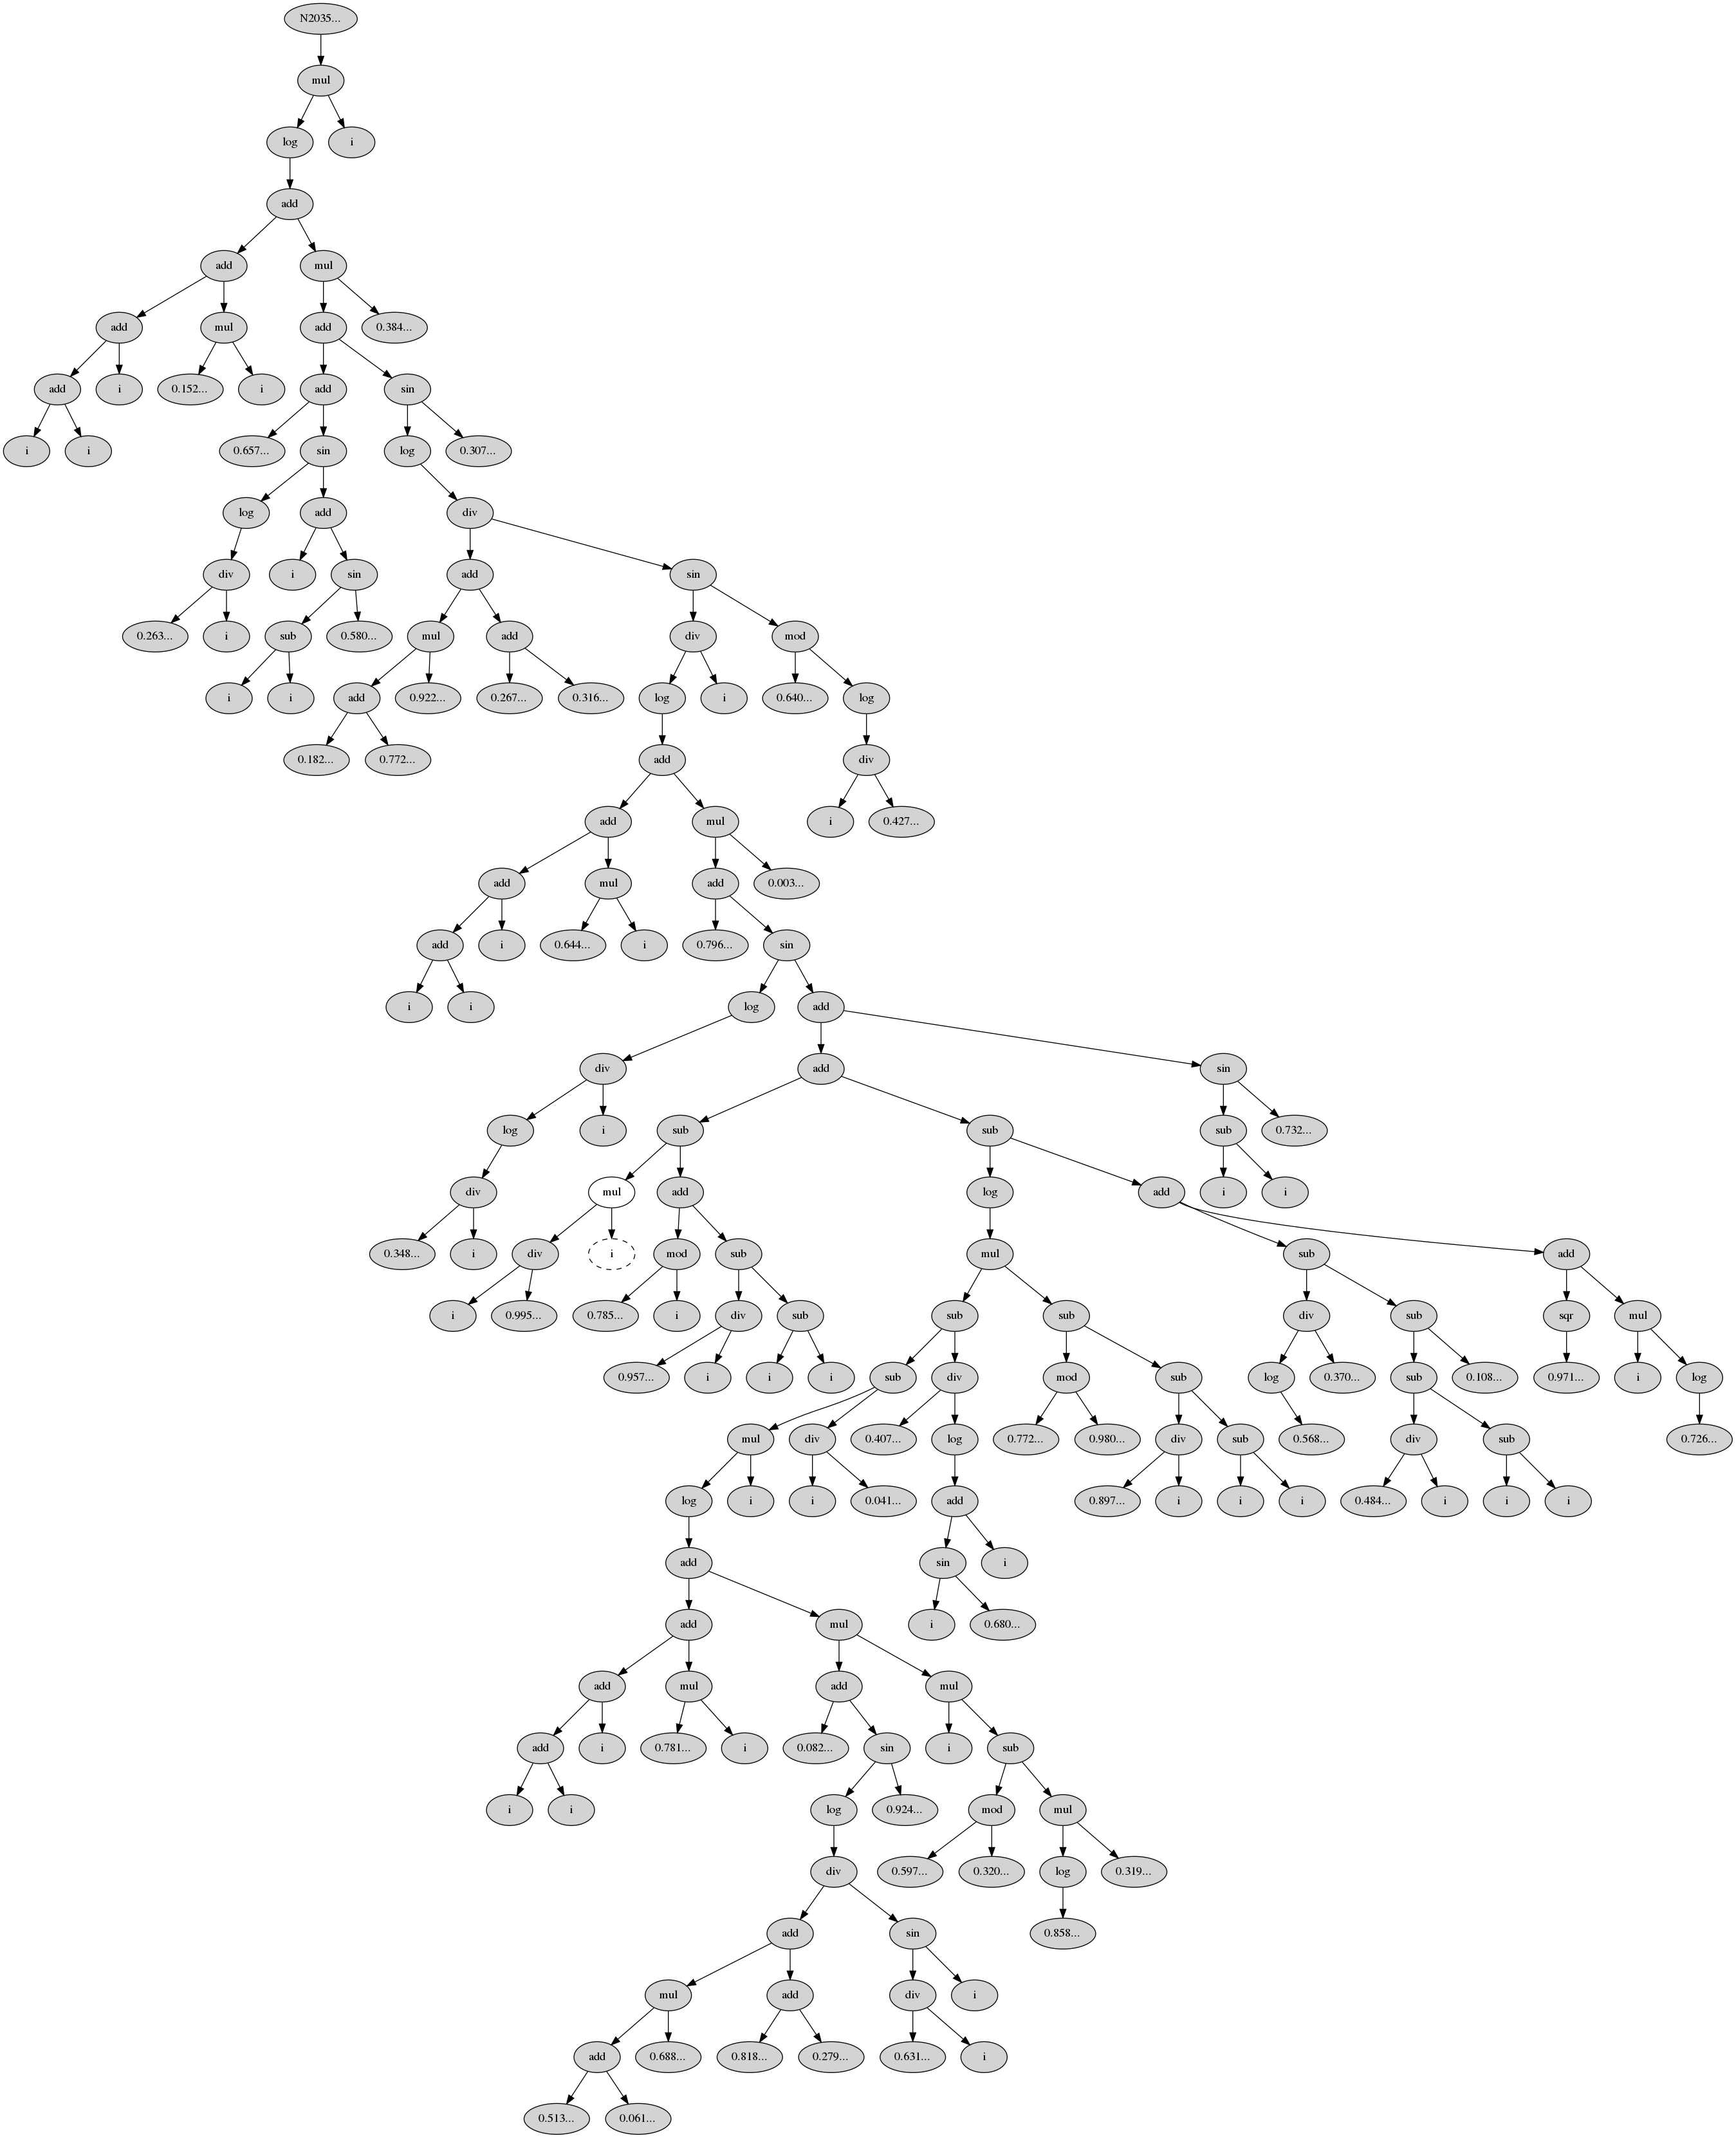 N2035...
mul
log i
add
add mul
add mul add 0.384...
add i 0.152... i add sin
i i 0.657... sin log 0.307...
log add div
div i sin add sin
0.263... i sub 0.580... mul add div mod
i i add 0.922... 0.267... 0.316... log i 0.640... log
0.182... 0.772... add div
add mul i 0.427...
add mul add 0.003...
add i 0.644... i 0.796... sin
i i log add
div add sin
log i sub sub sub 0.732...
div mul add log add i i
0.348... i div i mod sub mul sub add
i 0.995... 0.785... i div sub sub sub div sub sqr mul
0.957... i i i sub div mod sub log 0.370... sub 0.108... 0.971... i log
mul div 0.407... log 0.772... 0.980... div sub 0.568... div sub 0.726...
log i i 0.041... add 0.897... i i i 0.484... i i i
add sin i
add mul i 0.680...
add mul add mul
add i 0.781... i 0.082... sin i sub
i i log 0.924... mod mul
div 0.597... 0.320... log 0.319...
add sin 0.858...
mul add div i
add 0.688... 0.818... 0.279... 0.631... i
0.513... 0.061...